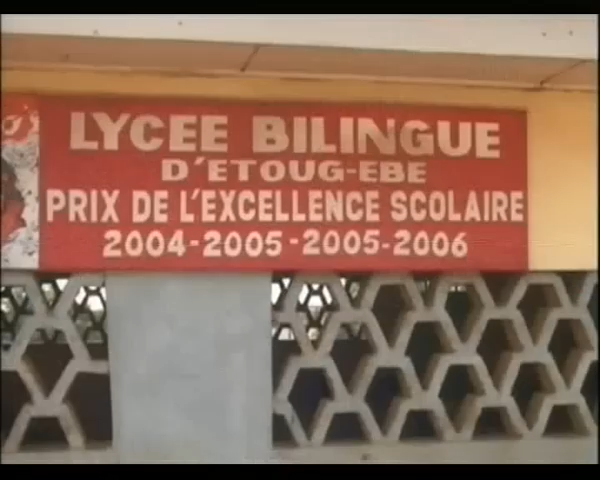 LYCEE BILINGUE
D'ETOUG-EBE
PRIX DE L'EXCELLENCE SCOLAIRE
2004-2005-2005-2006